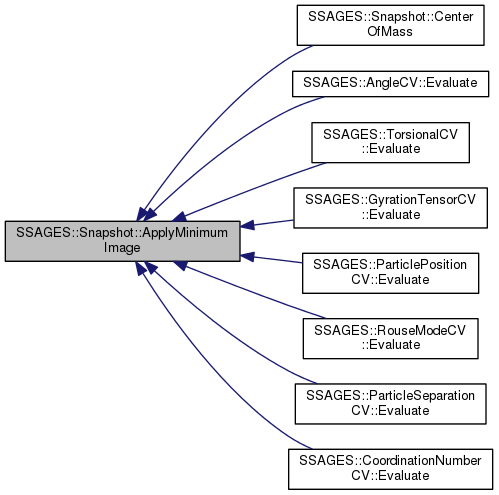 SSAGES::Snapshot::Center
OfMass
SSAGES::AngleCV::Evaluate
SSAGES::TorsionalCV
::Evaluate
SSAGES::GyrationTensorCV
::Evaluate
SSAGES::Snapshot::ApplyMinimum
Image
SSAGES::ParticlePosition
CV::Evaluate
SSAGES::RouseModeCV
::Evaluate
SSAGES::ParticleSeparation
CV::Evaluate
SSAGES::CoordinationNumber
CV::Evaluate